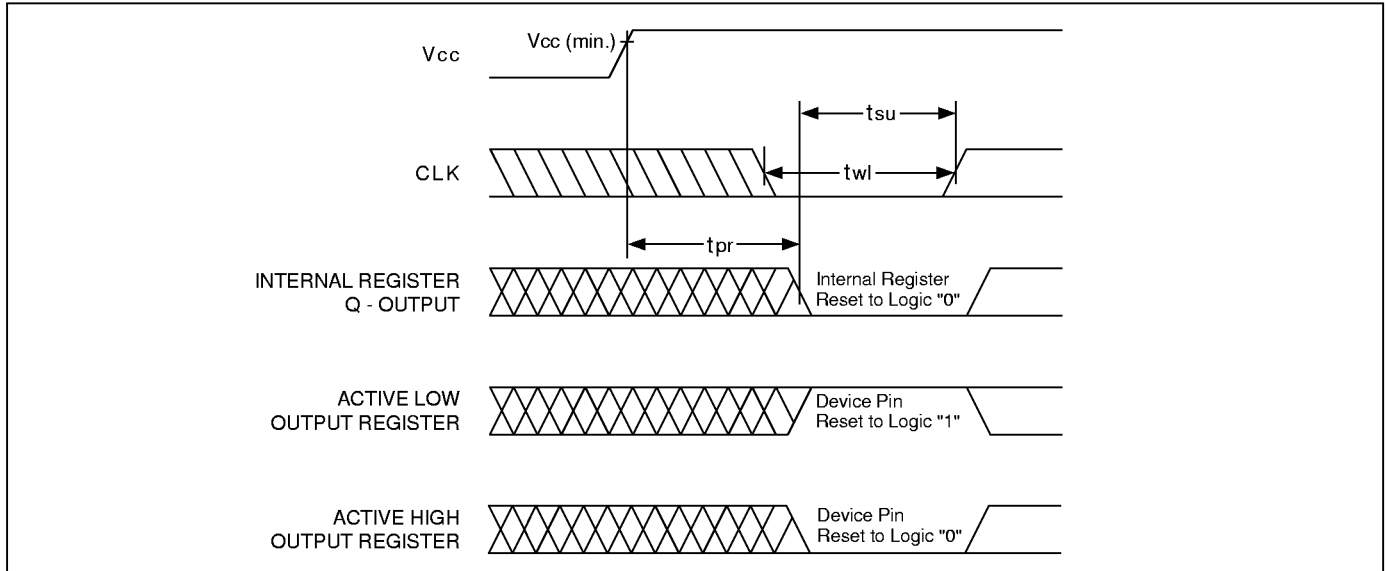 Vcc
Vcc (min.)
tsu
CLK
twl
tpr
INTERNAL REGISTER
Q - OUTPUT
Internal Register
Reset to Logic "0"
ACTIVE LOW
OUTPUT REGISTER
Device Pin
Reset to Logic "1"
ACTIVE HIGH
OUTPUT REGISTER
Device Pin
Reset to Logic "0"